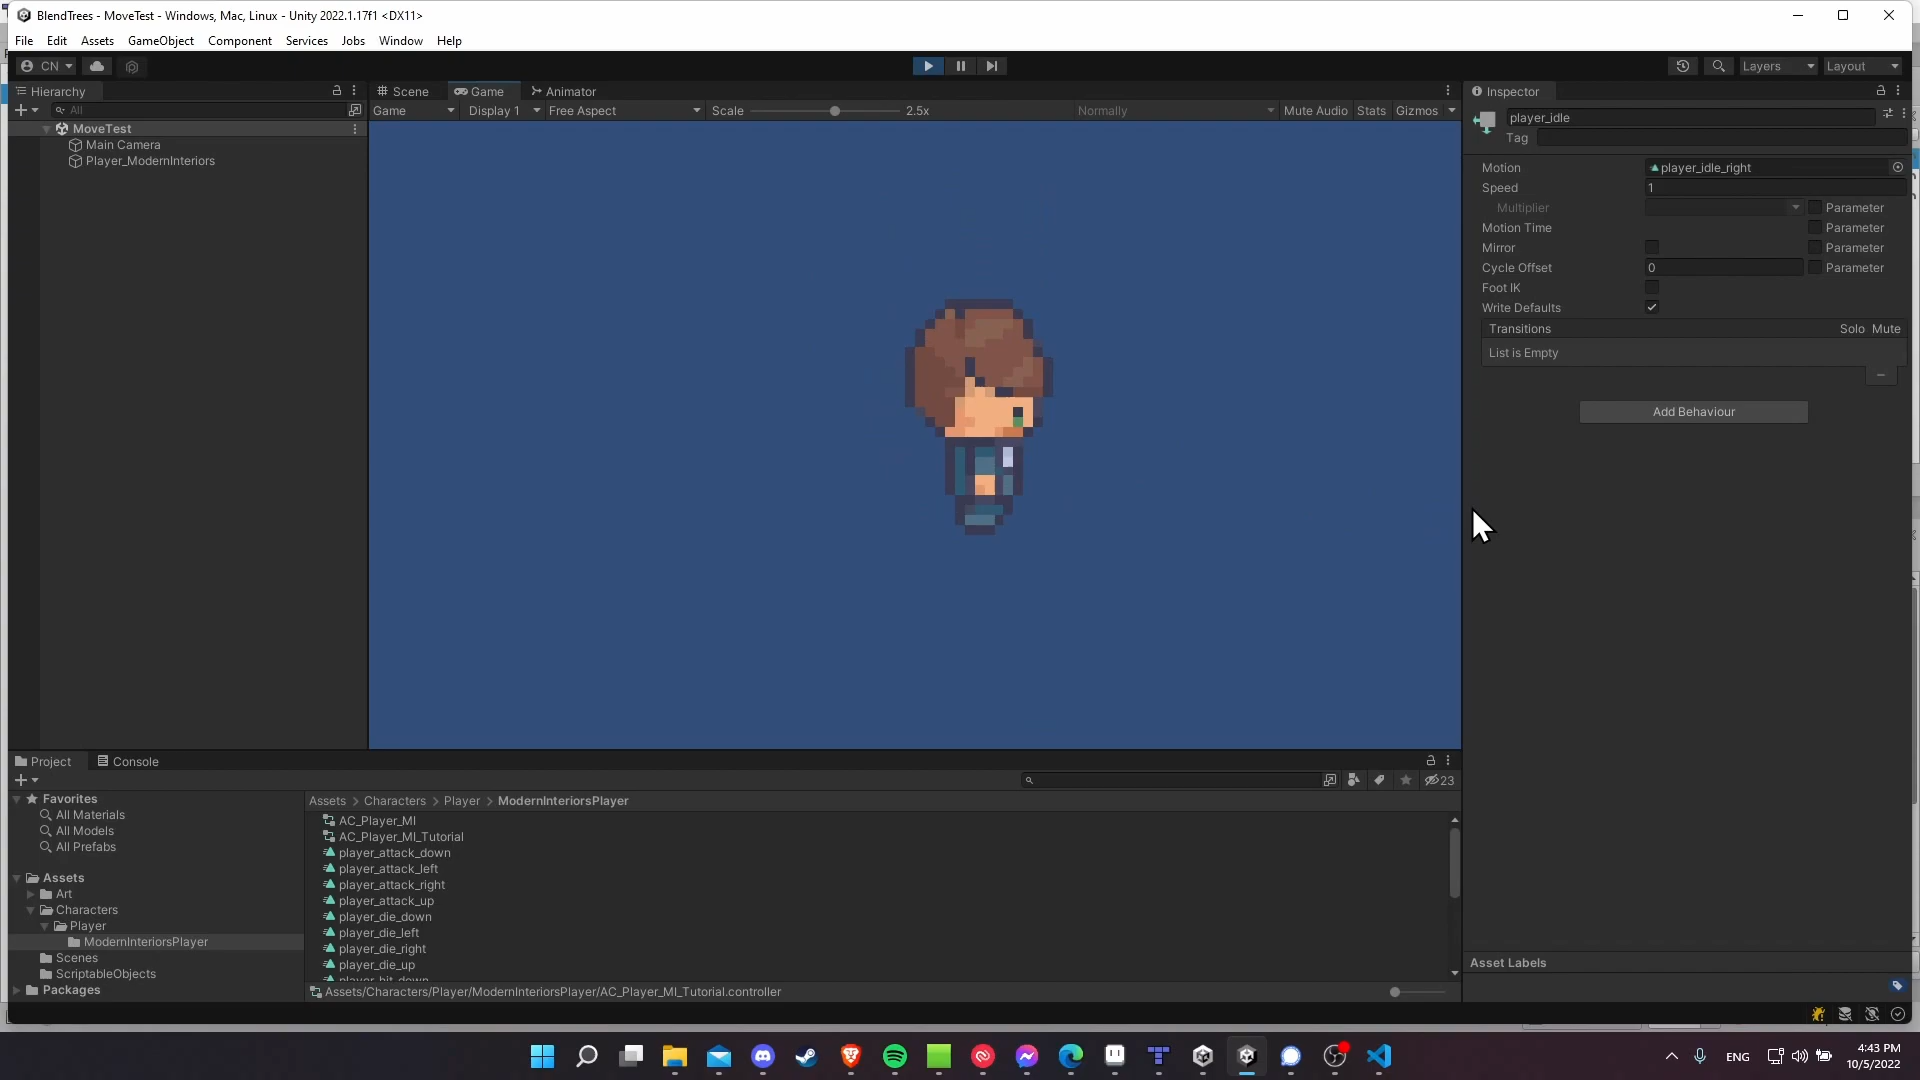 BlendTrees - MoveTest - Windows, Mac, Linux - Unity 2022.1.17f1 <DX11>
File Edit Assets GameObject Component Services Jobs Window Help
CN
Layers Layout
Hierarchy
All
MoveTest
Main Camera
Player_ModernInteriors
Scene Game Animator
Game Display 1 Free Aspect Scale 2.5x Normally Mute Audio Stats Gizmos
Inspector
player_idle
Tag
Motion player_idle_right
Speed 1
Multiplier Parameter
Motion Time Parameter
Mirror Parameter
Cycle Offset 0 Parameter
Foot IK
Write Defaults
Transitions Solo Mute
List is Empty
Add Behaviour
Asset Labels
Project Console
23
Favorites
All Materials
All Models
All Prefabs
Assets
Art
Characters
Player
ModernInteriorsPlayer
Scenes
ScriptableObjects
Packages
Assets > Characters > Player > ModernInteriorsPlayer
AC_Player_MI
AC_Player_MI_Tutorial
player_attack_down
player_attack_left
player_attack_right
player_attack_up
player_die_down
player_die_left
player_die_right
player_die_up
player_hit_down
Assets/Characters/Player/ModernInteriorsPlayer/AC_Player_MI_Tutorial.controller
ENG
4:43 PM
10/5/2022